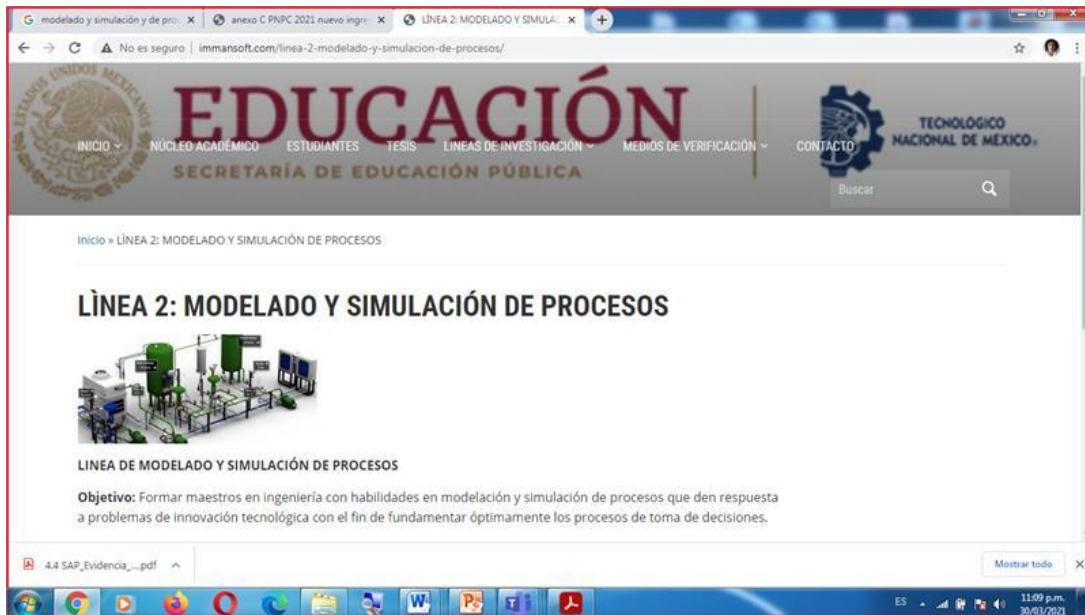 modelado y simulación y de pro
anexo C PNPC 2021 nuevo ingre
LÌNEA 2: MODELADO Y SIMULAC
No es seguro | immansoft.com/linea-2-modelado-y-simulacion-de-procesos/
EDUCACIÓN
SECRETARÍA DE EDUCACIÓN PÚBLICA
TECNOLÓGICO
NACIONAL DE MÉXICO
INICIO NÚCLEO ACADÉMICO ESTUDIANTES TESIS LINEAS DE INVESTIGACIÓN MEDIOS DE VERIFICACIÓN CONTACTO
Buscar
Inicio » LÌNEA 2: MODELADO Y SIMULACIÓN DE PROCESOS
LÌNEA 2: MODELADO Y SIMULACIÓN DE PROCESOS
LINEA DE MODELADO Y SIMULACIÓN DE PROCESOS
Objetivo: Formar maestros en ingeniería con habilidades en modelación y simulación de procesos que den respuesta
a problemas de innovación tecnológica con el fin de fundamentar óptimamente los procesos de toma de decisiones.
4.4 SAP_Evidencia_....pdf
Mostrar todo
ES
11:09 p.m.
30/03/2021